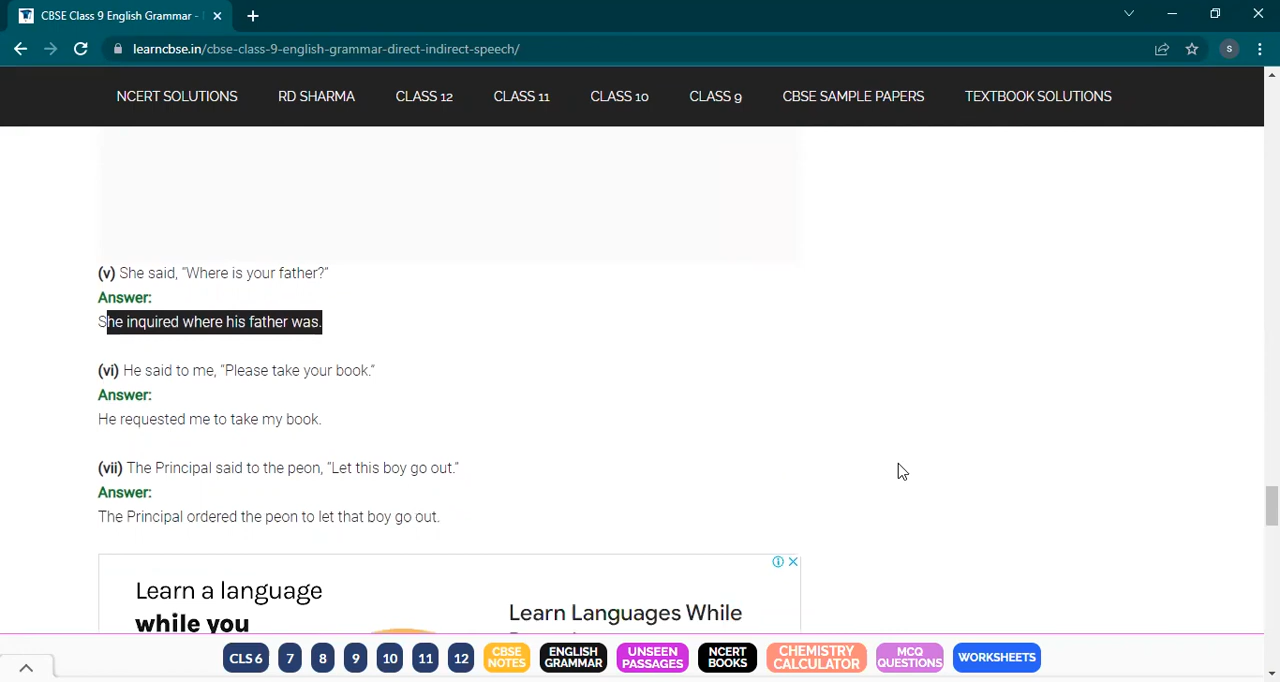 CBSE Class 9 English Grammar -
learncbse.in/cbse-class-9-english-grammar-direct-indirect-speech/
S
NCERT SOLUTIONS RD SHARMA CLASS 12 CLASS 11 CLASS 10 CLASS 9 CBSE SAMPLE PAPERS TEXTBOOK SOLUTIONS
(v) She said, “Where is your father?”
Answer:
She inquired where his father was.
(vi) He said to me, “Please take your book.”
Answer:
He requested me to take my book.
(vii) The Principal said to the peon, “Let this boy go out.”
Answer:
The Principal ordered the peon to let that boy go out.
Learn a language
while you
Learn Languages While
CLS 6 7 8 9 10 11 12 CBSE NOTES ENGLISH GRAMMAR UNSEEN PASSAGES NCERT BOOKS CHEMISTRY CALCULATOR MCQ QUESTIONS WORKSHEETS